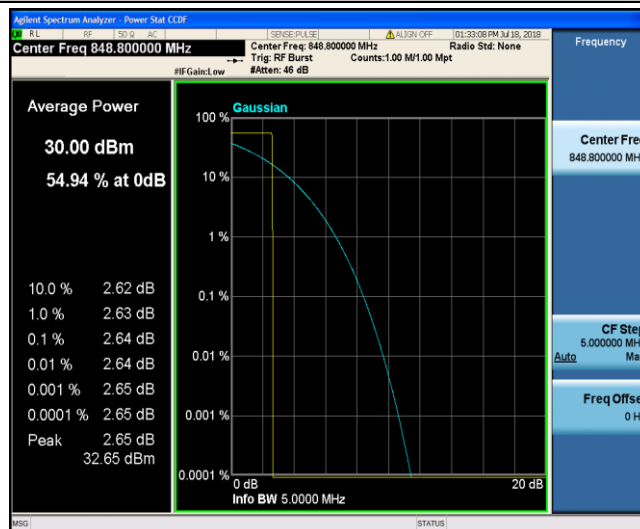 Agilent Spectrum Analyzer - Power Stat CCDF
RL RF 50 Ω AC SENSE:PULSE ALIGN OFF 01:33:08 PM Jul 18, 2018
Center Freq 848.800000 MHz
Center Freq: 848.800000 MHz Radio Std: None
Trig: RF Burst Counts:1.00 M/1.00 Mpt
#IFGain:Low #Atten: 46 dB
Frequency
Average Power
30.00 dBm
54.94 % at 0dB
10.0 % 2.62 dB
1.0 % 2.63 dB
0.1 % 2.64 dB
0.01 % 2.64 dB
0.001 % 2.65 dB
0.0001 % 2.65 dB
Peak 2.65 dB
32.65 dBm
Gaussian
100 %
10 %
1 %
0.1 %
0.01 %
0.001 %
0.0001 %
0 dB 20 dB
Info BW 5.0000 MHz
Center Fre
848.800000 MH
CF Step
5.000000 MH
Auto Ma
Freq Offse
0 H
MSG STATUS